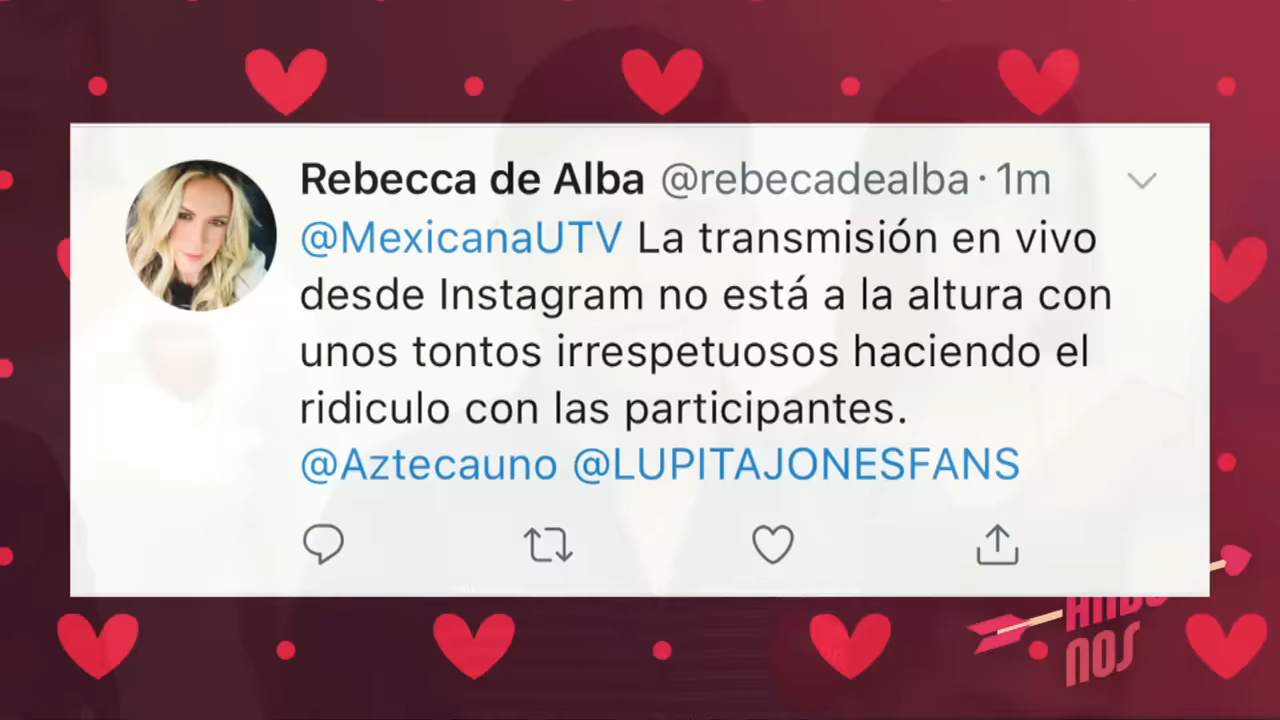 Rebecca de Alba @rebecadealba · 1m
@MexicanaUTV La transmisión en vivo
desde Instagram no está a la altura con
unos tontos irrespetuosos haciendo el
ridiculo con las participantes.
@Aztecauno @LUPITAJONESFANS
NOS